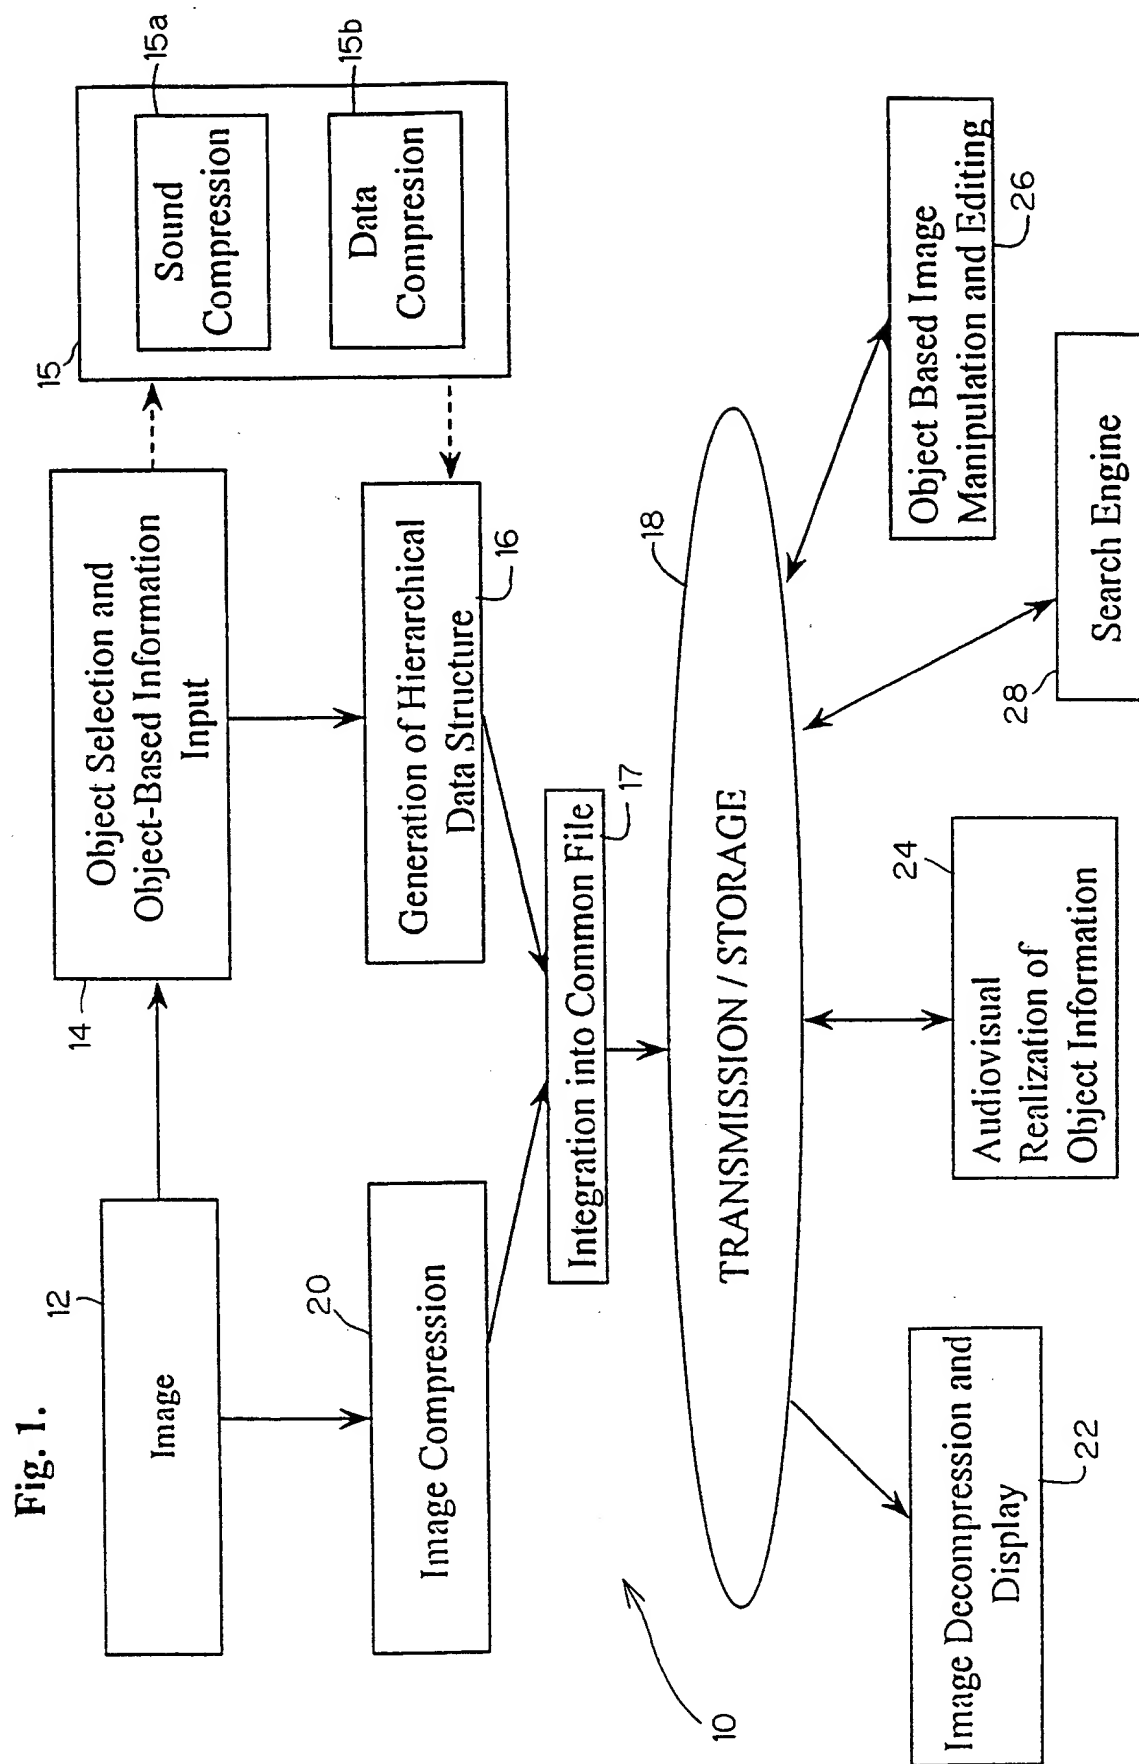 Fig. 1.
12
Image
14
Object Selection and
Object-Based Information
Input
15
15a
Sound
Compression
15b
Data
Compresion
20
Image Compression
Generation of Hierarchical
Data Structure
16
Integration into Common File
17
18
TRANSMISSION / STORAGE
10
Image Decompression and
Display
22
24
Audiovisual
Realization of
Object Information
28
Search Engine
Object Based Image
Manipulation and Editing
26